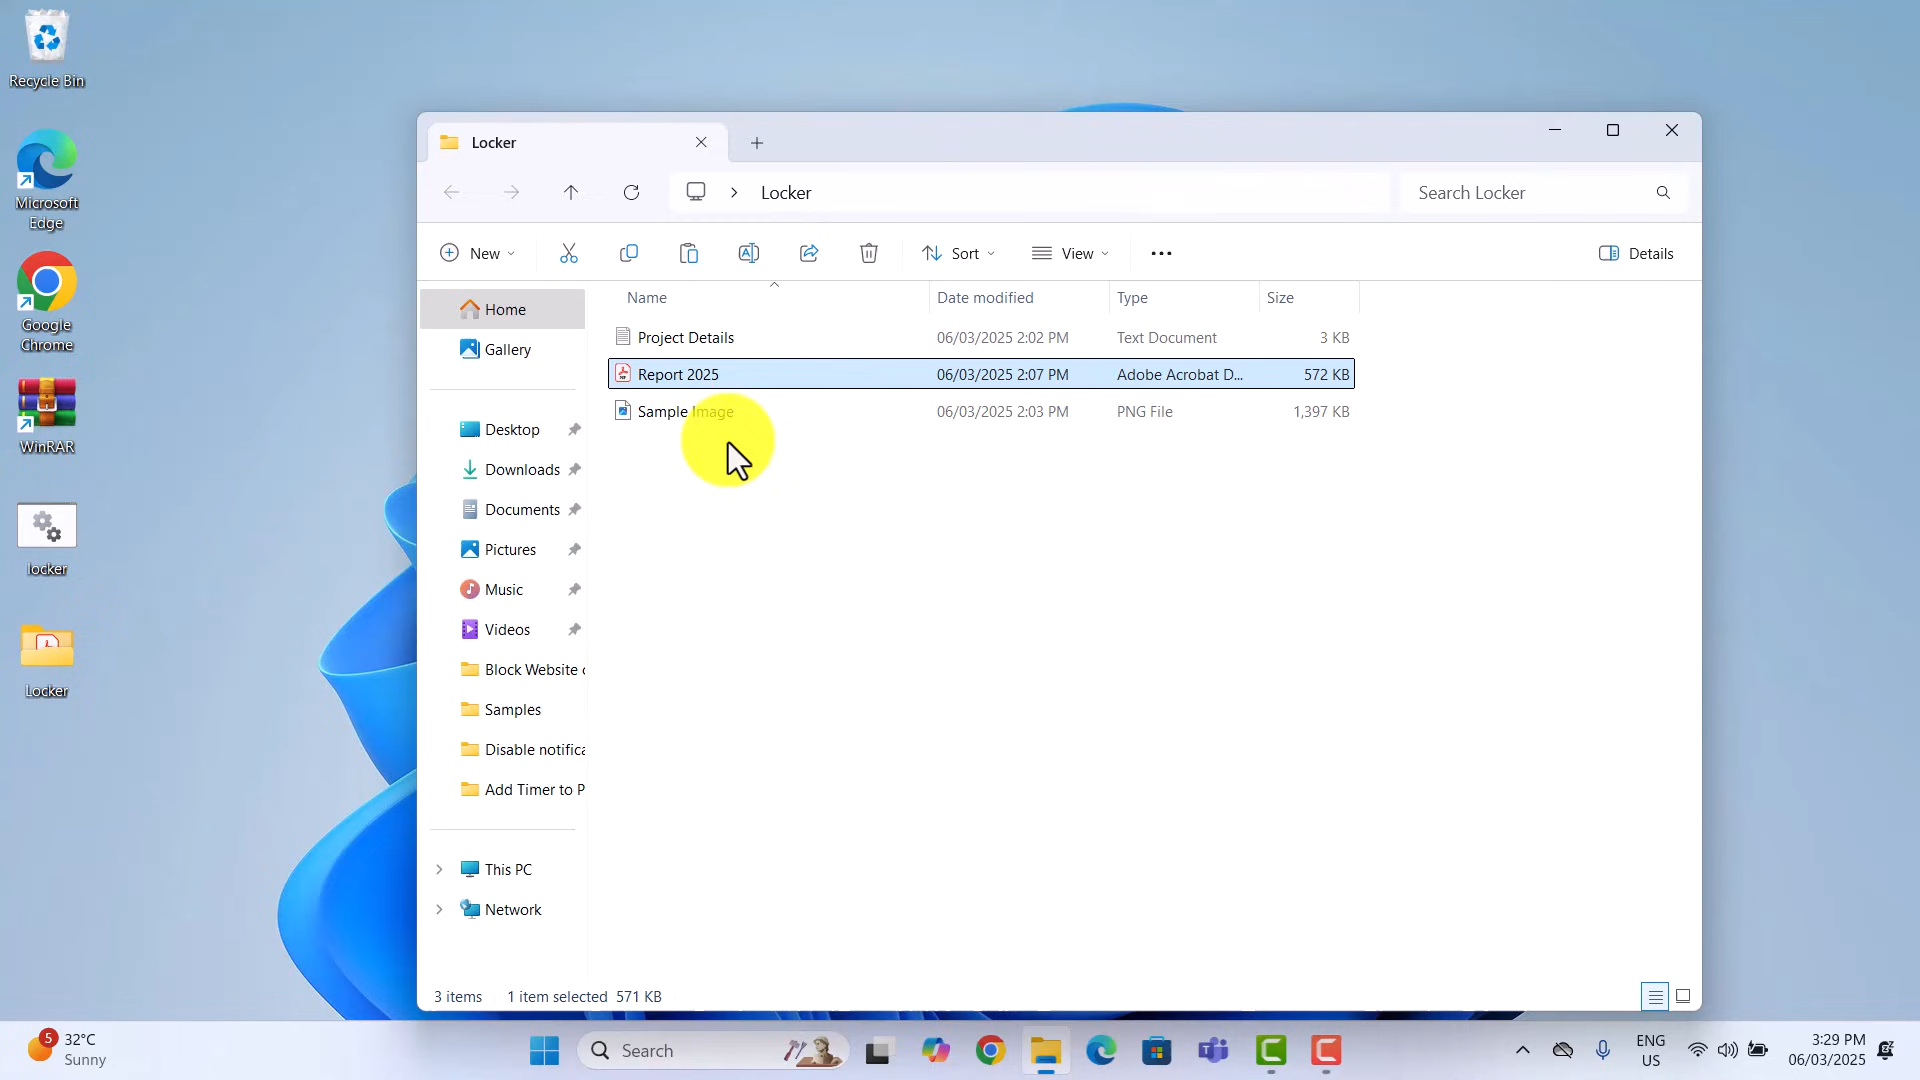 Recycle Bin
Microsoft
Edge
Google
Chrome
WinRAR
locker
Locker
Locker
Locker
Search Locker
New
Sort
View
Details
Name
Date modified
Type
Size
Project Details
06/03/2025 2:02 PM
Text Document
3 KB
Report 2025
06/03/2025 2:07 PM
Adobe Acrobat D...
572 KB
Sample Image
06/03/2025 2:03 PM
PNG File
1,397 KB
Home
Gallery
Desktop
Downloads
Documents
Pictures
Music
Videos
Block Website
Samples
Disable notifica
Add Timer to P
This PC
Network
3 items
1 item selected 571 KB
5
32°C
Sunny
Search
ENG
US
3:29 PM
06/03/2025